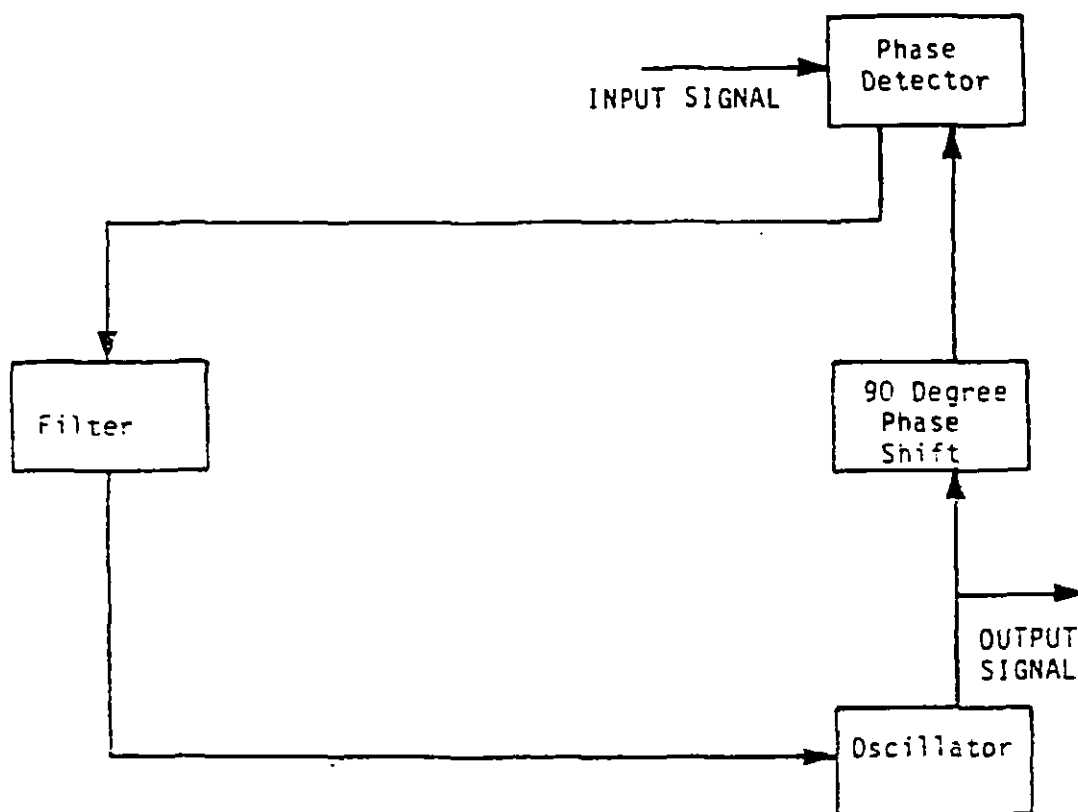 Phase
Detector
INPUT SIGNAL
Filter
90 Degree
Phase
Shift
OUTPUT
SIGNAL
Oscillator